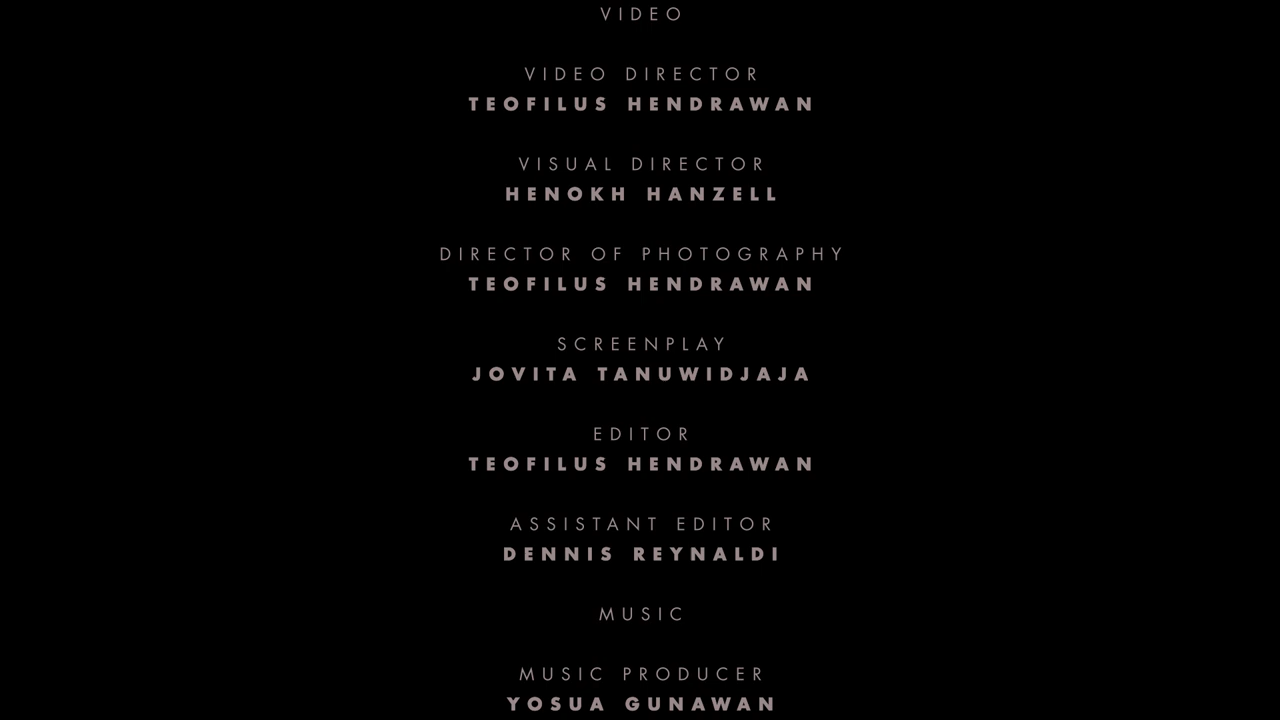 VIDEO
VIDEO DIRECTOR
TEOFILUS HENDRAWAN
VISUAL DIRECTOR
HENOKH HANZELL
DIRECTOR OF PHOTOGRAPHY
TEOFILUS HENDRAWAN
SCREENPLAY
JOVITA TANUWIDJAJA
EDITOR
TEOFILUS HENDRAWAN
ASSISTANT EDITOR
DENNIS REYNALDI
MUSIC
MUSIC PRODUCER
YOSUA GUNAWAN